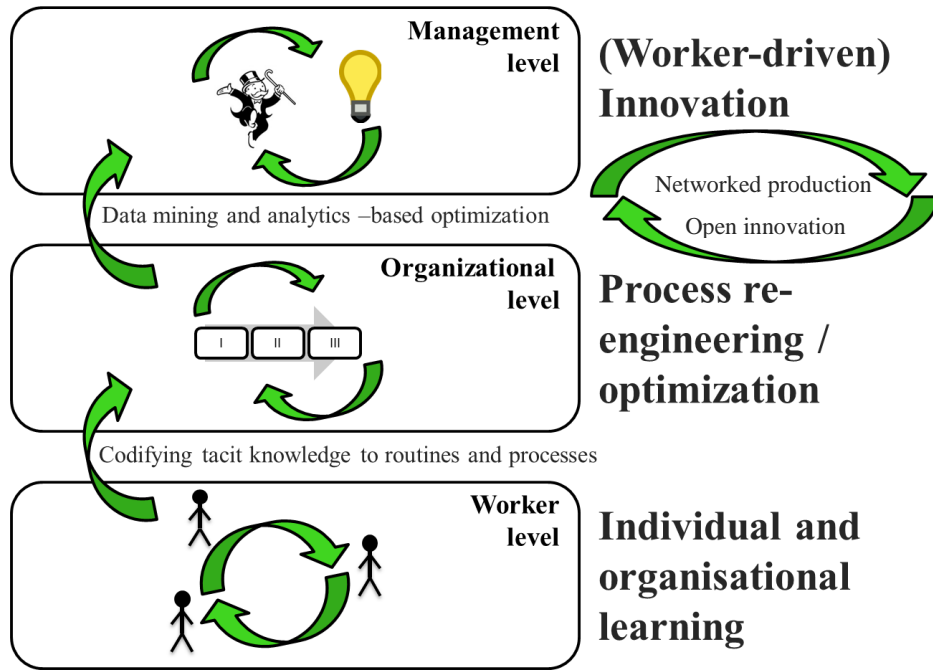 Management
level
(Worker-driven)
Innovation
Networked production
Open innovation
Data mining and analytics –based optimization
Organizational
level
I II III
Process re-
engineering /
optimization
Codifying tacit knowledge to routines and processes
Worker
level
Individual and
organisational
learning